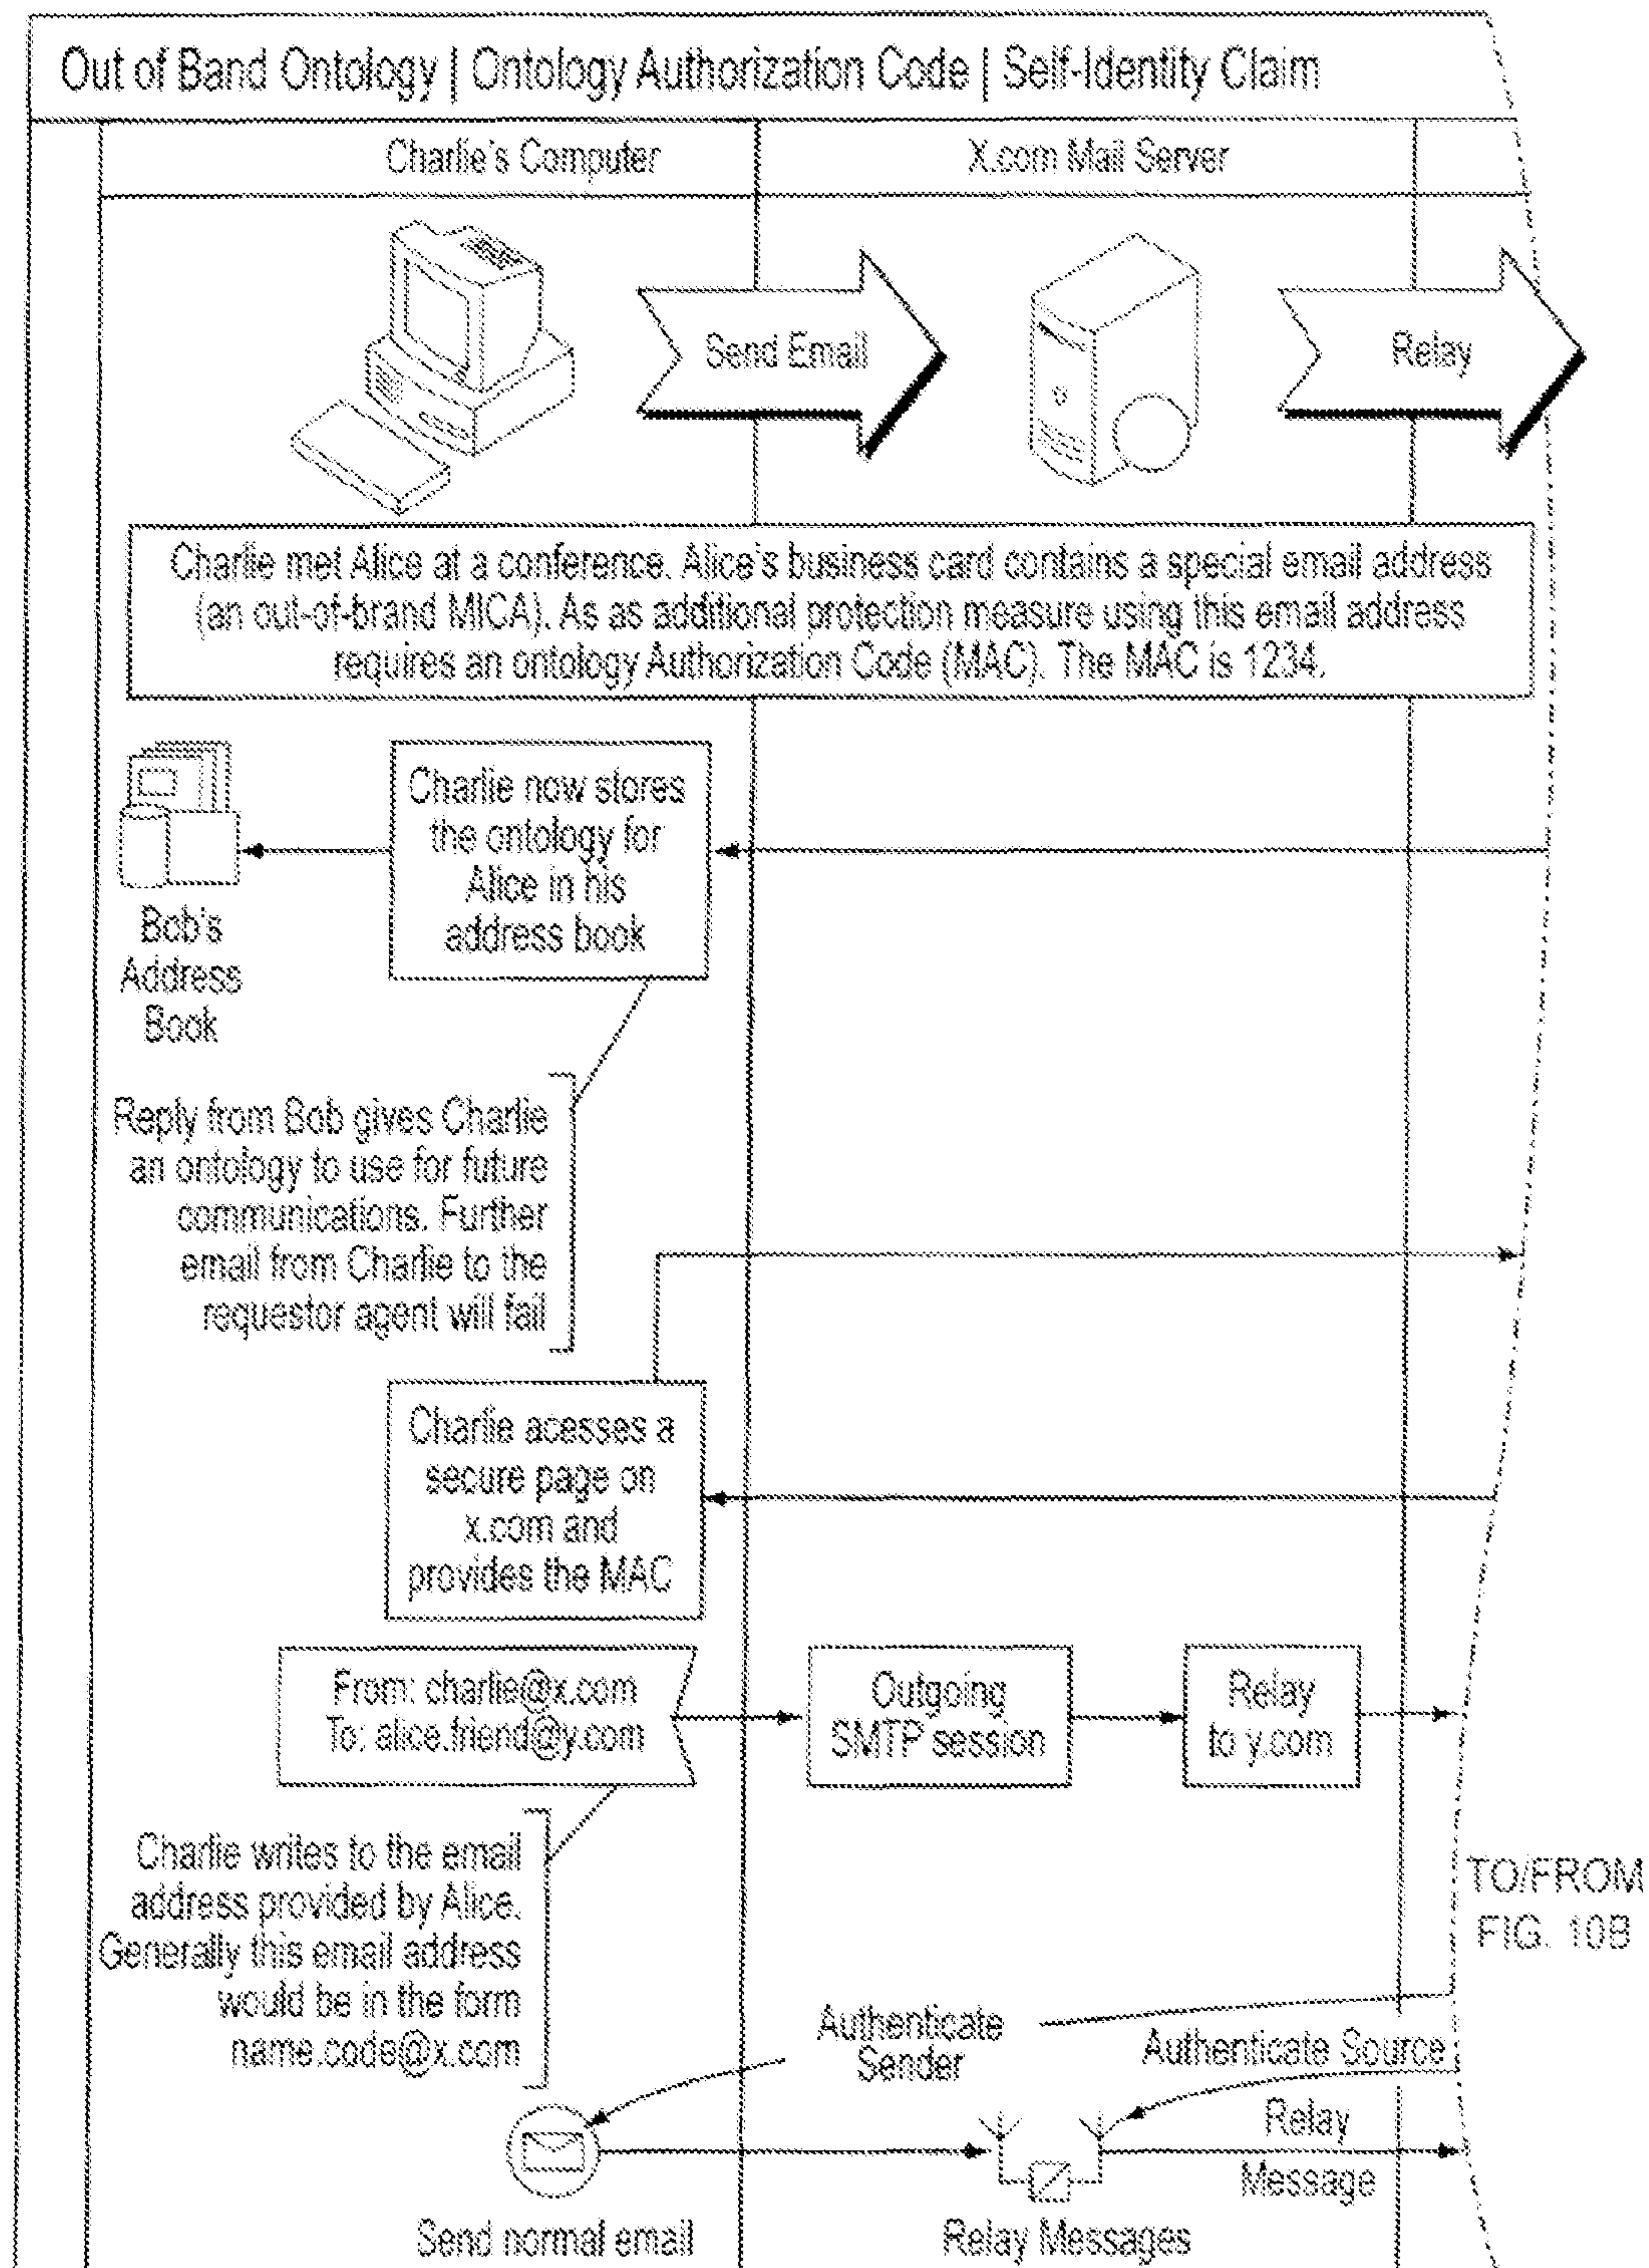 Out of Band Ontology | Ontology Authorization Code | Self-Identity Claim
Charlie's Computer
X.com Mail Server
Send Email
Relay
Charlie met Alice at a conference. Alice's business card contains a special email address
(an out-of-brand MICA). As as additional protection measure using this email address
requires an ontology Authorization Code (MAC). The MAC is 1234.
Charlie now stores
the ontology for
Alice in his
address book
Bob's
Address
Book
Reply from Bob gives Charlie
an ontology to use for future
communications. Further
email from Charlie to the
requestor agent will fail
Charlie acesses a
secure page on
x.com and
provides the MAC
From: charlie@x.com
To: alice.friend@y.com
Outgoing
SMTP session
Relay
to y.com
Charlie writes to the email
address provided by Alice.
Generally this email address
would be in the form
name.code@x.com
TO/FROM
FIG. 10B
Authenticate
Sender
Authenticate Source
Relay
Message
Send normal email
Relay Messages